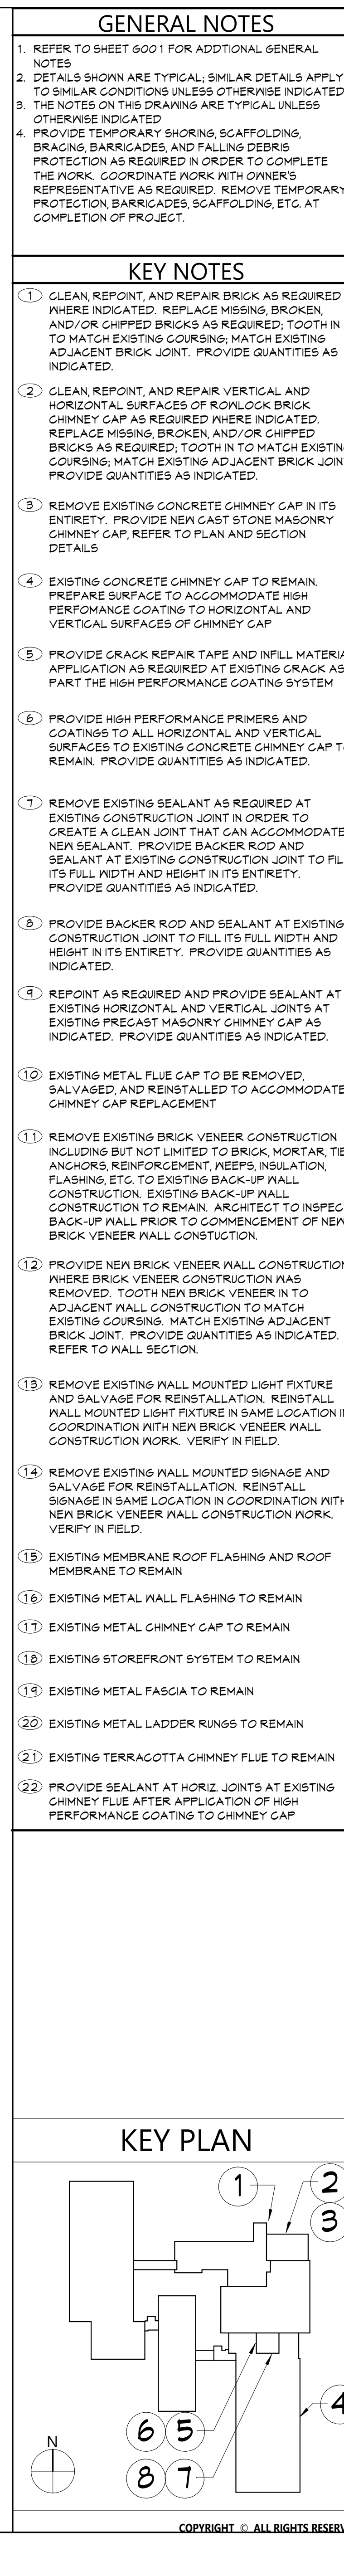 GENERAL NOTES
1. REFER TO SHEET G001 FOR ADDTIONAL GENERAL
NOTES
2. DETAILS SHOWN ARE TYPICAL; SIMILAR DETAILS APPLY
TO SIMILAR CONDITIONS UNLESS OTHERWISE INDICATED
3. THE NOTES ON THIS DRAWING ARE TYPICAL UNLESS
OTHERWISE INDICATED
4. PROVIDE TEMPORARY SHORING, SCAFFOLDING,
BRACING, BARRICADES, AND FALLING DEBRIS
PROTECTION AS REQUIRED IN ORDER TO COMPLETE
THE WORK. COORDINATE WORK WITH OWNER'S
REPRESENTATIVE AS REQUIRED. REMOVE TEMPORARY
PROTECTION, BARRICADES, SCAFFOLDING, ETC. AT
COMPLETION OF PROJECT.
KEY NOTES
1 CLEAN, REPOINT, AND REPAIR BRICK AS REQUIRED
WHERE INDICATED. REPLACE MISSING, BROKEN,
AND/OR CHIPPED BRICKS AS REQUIRED; TOOTH IN
TO MATCH EXISTING COURSING; MATCH EXISTING
ADJACENT BRICK JOINT. PROVIDE QUANTITIES AS
INDICATED.
2 CLEAN, REPOINT, AND REPAIR VERTICAL AND
HORIZONTAL SURFACES OF ROWLOCK BRICK
CHIMNEY CAP AS REQUIRED WHERE INDICATED.
REPLACE MISSING, BROKEN, AND/OR CHIPPED
BRICKS AS REQUIRED; TOOTH IN TO MATCH EXISTIN
COURSING; MATCH EXISTING ADJACENT BRICK JOIN
PROVIDE QUANTITIES AS INDICATED.
3 REMOVE EXISTING CONCRETE CHIMNEY CAP IN ITS
ENTIRETY. PROVIDE NEW CAST STONE MASONRY
CHIMNEY CAP, REFER TO PLAN AND SECTION
DETAILS
4 EXISTING CONCRETE CHIMNEY CAP TO REMAIN.
PREPARE SURFACE TO ACCOMMODATE HIGH
PERFOMANCE COATING TO HORIZONTAL AND
VERTICAL SURFACES OF CHIMNEY CAP
5 PROVIDE CRACK REPAIR TAPE AND INFILL MATERIA
APPLICATION AS REQUIRED AT EXISTING CRACK AS
PART THE HIGH PERFORMANCE COATING SYSTEM
6 PROVIDE HIGH PERFORMANCE PRIMERS AND
COATINGS TO ALL HORIZONTAL AND VERTICAL
SURFACES TO EXISTING CONCRETE CHIMNEY CAP T
REMAIN. PROVIDE QUANTITIES AS INDICATED.
7 REMOVE EXISTING SEALANT AS REQUIRED AT
EXISTING CONSTRUCTION JOINT IN ORDER TO
CREATE A CLEAN JOINT THAT CAN ACCOMMODATE
NEW SEALANT. PROVIDE BACKER ROD AND
SEALANT AT EXISTING CONSTRUCTION JOINT TO FIL
ITS FULL WIDTH AND HEIGHT IN ITS ENTIRETY.
PROVIDE QUANTITIES AS INDICATED.
8 PROVIDE BACKER ROD AND SEALANT AT EXISTING
CONSTRUCTION JOINT TO FILL ITS FULL WIDTH AND
HEIGHT IN ITS ENTIRETY. PROVIDE QUANTITIES AS
INDICATED.
9 REPOINT AS REQUIRED AND PROVIDE SEALANT AT
EXISTING HORIZONTAL AND VERTICAL JOINTS AT
EXISTING PRECAST MASONRY CHIMNEY CAP AS
INDICATED. PROVIDE QUANTITIES AS INDICATED.
10 EXISTING METAL FLUE CAP TO BE REMOVED,
SALVAGED, AND REINSTALLED TO ACCOMMODATE
CHIMNEY CAP REPLACEMENT
11 REMOVE EXISTING BRICK VENEER CONSTRUCTION
INCLUDING BUT NOT LIMITED TO BRICK, MORTAR, TIE
ANCHORS, REINFORCEMENT, WEEPS, INSULATION,
FLASHING, ETC. TO EXISTING BACK-UP WALL
CONSTRUCTION. EXISTING BACK-UP WALL
CONSTRUCTION TO REMAIN. ARCHITECT TO INSPEC
BACK-UP WALL PRIOR TO COMMENCEMENT OF NEW
BRICK VENEER WALL CONSTUCTION.
12 PROVIDE NEW BRICK VENEER WALL CONSTRUCTION
WHERE BRICK VENEER CONSTRUCTION WAS
REMOVED. TOOTH NEW BRICK VENEER IN TO
ADJACENT WALL CONSTRUCTION TO MATCH
EXISTING COURSING. MATCH EXISTING ADJACENT
BRICK JOINT. PROVIDE QUANTITIES AS INDICATED.
REFER TO WALL SECTION.
13 REMOVE EXISTING WALL MOUNTED LIGHT FIXTURE
AND SALVAGE FOR REINSTALLATION. REINSTALL
WALL MOUNTED LIGHT FIXTURE IN SAME LOCATION I
COORDINATION WITH NEW BRICK VENEER WALL
CONSTRUCTION WORK. VERIFY IN FIELD.
14 REMOVE EXISTING WALL MOUNTED SIGNAGE AND
SALVAGE FOR REINSTALLATION. REINSTALL
SIGNAGE IN SAME LOCATION IN COORDINATION WITH
NEW BRICK VENEER WALL CONSTRUCTION WORK.
VERIFY IN FIELD.
15 EXISTING MEMBRANE ROOF FLASHING AND ROOF
MEMBRANE TO REMAIN
16 EXISTING METAL WALL FLASHING TO REMAIN
17 EXISTING METAL CHIMNEY CAP TO REMAIN
18 EXISTING STOREFRONT SYSTEM TO REMAIN
19 EXISTING METAL FASCIA TO REMAIN
20 EXISTING METAL LADDER RUNGS TO REMAIN
21 EXISTING TERRACOTTA CHIMNEY FLUE TO REMAIN
22 PROVIDE SEALANT AT HORIZ. JOINTS AT EXISTING
CHIMNEY FLUE AFTER APPLICATION OF HIGH
PERFORMANCE COATING TO CHIMNEY CAP
KEY PLAN
1 2
3
4
6 5
8 7
N
COPYRIGHT © ALL RIGHTS RESERV